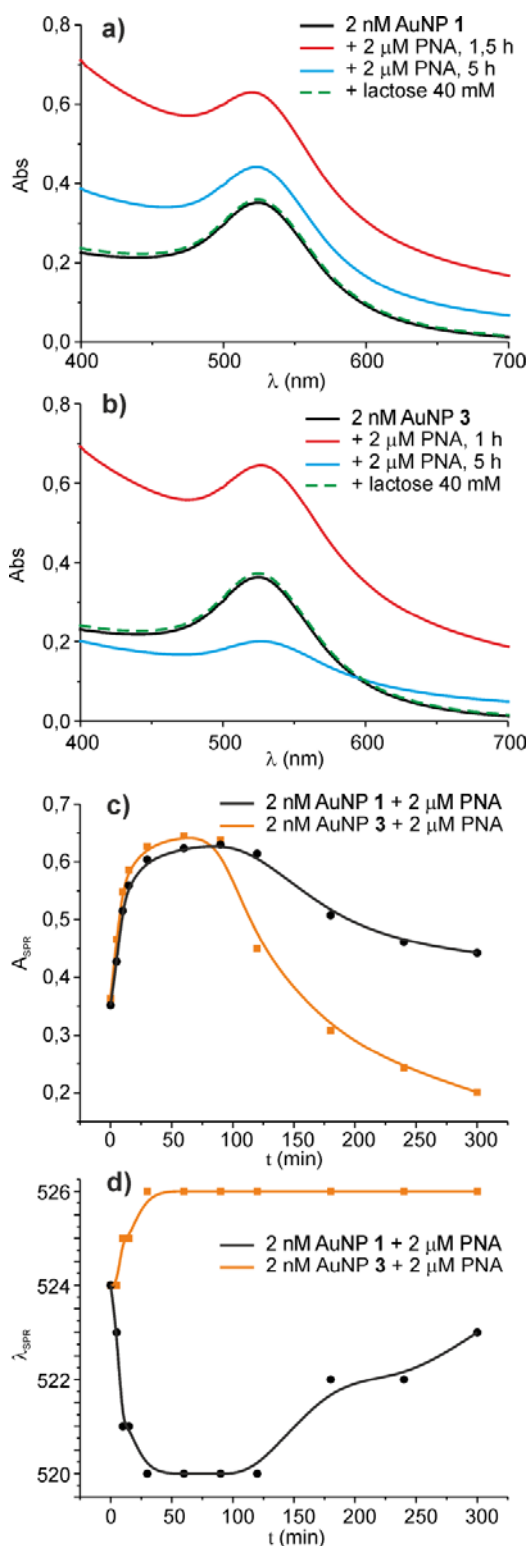 a)
2 nM AuNP 1
+ 2 μM PNA, 1,5 h
+ 2 μM PNA, 5 h
+ lactose 40 mM
0,8
0,6
0,4
0,2
0,0
Abs
400 500 600 700
λ (nm)
b)
2 nM AuNP 3
+ 2 μM PNA, 1 h
+ 2 μM PNA, 5 h
+ lactose 40 mM
0,8
0,6
0,4
0,2
0,0
Abs
400 500 600 700
λ (nm)
c)
2 nM AuNP 1 + 2 μM PNA
2 nM AuNP 3 + 2 μM PNA
0,7
0,6
0,5
0,4
0,3
0,2
A_SPR
0 50 100 150 200 250 300
t (min)
d)
2 nM AuNP 1 + 2 μM PNA
2 nM AuNP 3 + 2 μM PNA
526
524
522
520
λ_SPR
0 50 100 150 200 250 300
t (min)